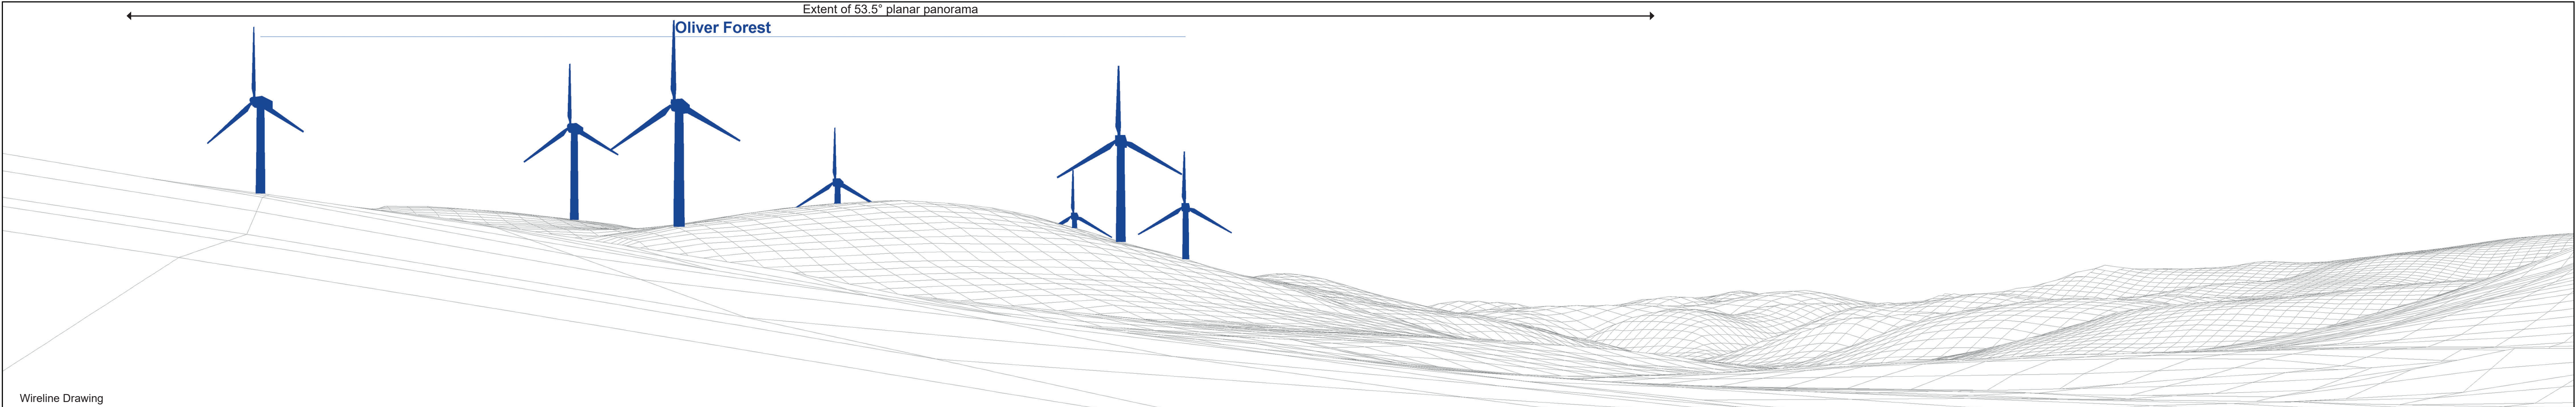 Extent of 53.5° planar panorama
Oliver Forest
Wireline Drawing